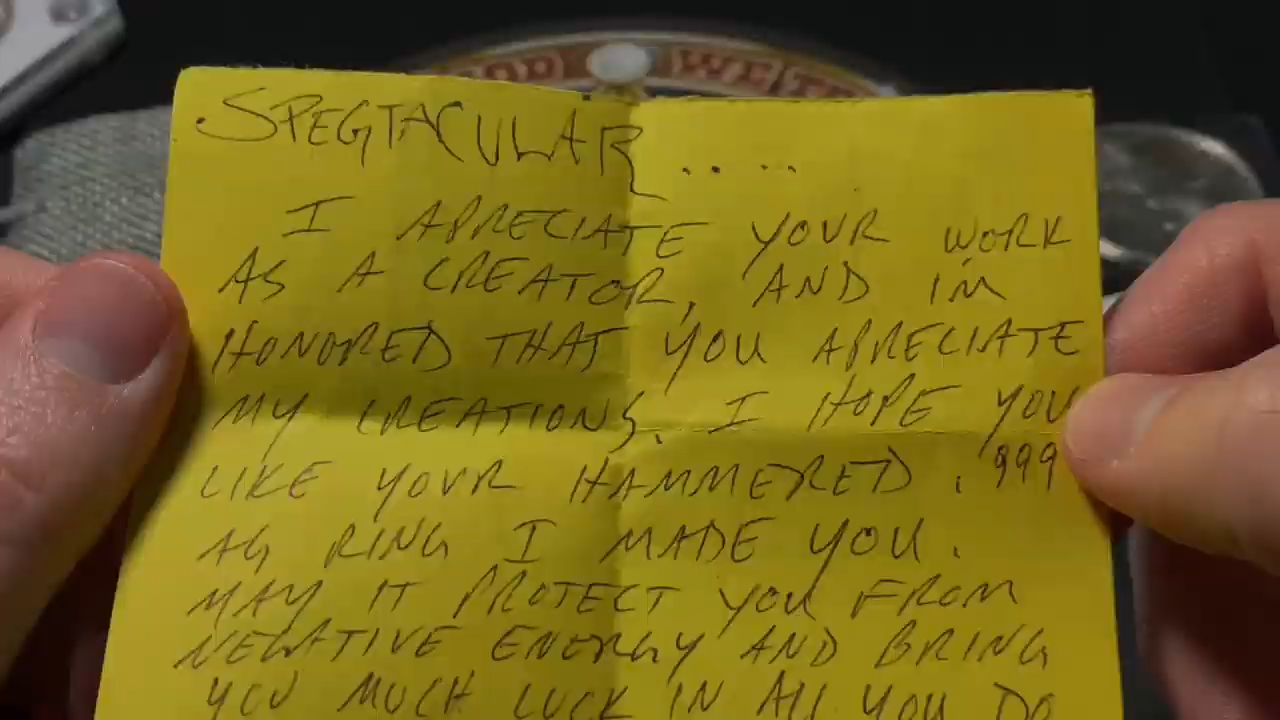 SPEGTACULAR.....
I APRECIATE YOUR WORK
AS A CREATOR, AND IM
HONORED THAT YOU APRECIATE
MY CREATIONS. I HOPE YOU
LIKE YOUR HAMMERED .999
AG RING I MADE YOU.
MAY IT PROTECT YOU FROM
NEGATIVE ENERGY AND BRING
YOU MUCH LUCK IN ALL YOU DO